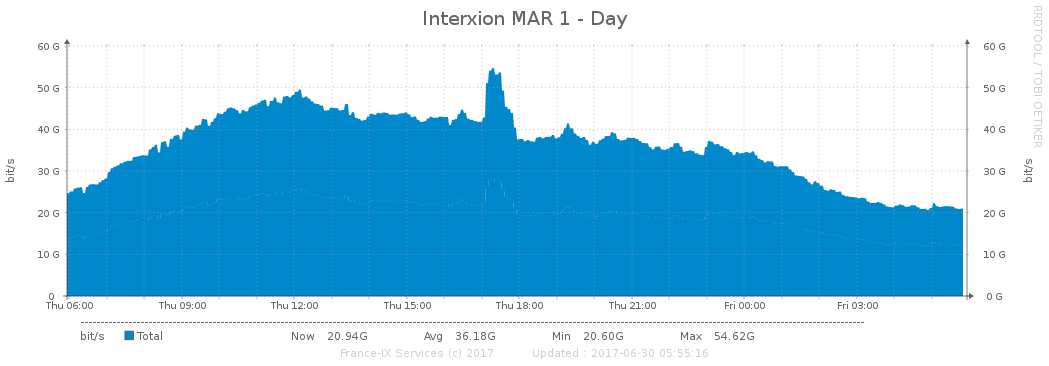 Interxion MAR 1 - Day
RRDTOOL / TOBI OETIKER
bit/s
60 G 60 G
50 G 50 G
40 G 40 G
30 G 30 G
20 G 20 G
10 G 10 G
0 0 G
bit/s
Thu 06:00 Thu 09:00 Thu 12:00 Thu 15:00 Thu 18:00 Thu 21:00 Fri 00:00 Fri 03:00
bit/s Total Now 20.94G Avg 36.18G Min 20.60G Max 54.62G
France-IX Services (c) 2017 Updated : 2017-06-30 05:55:16